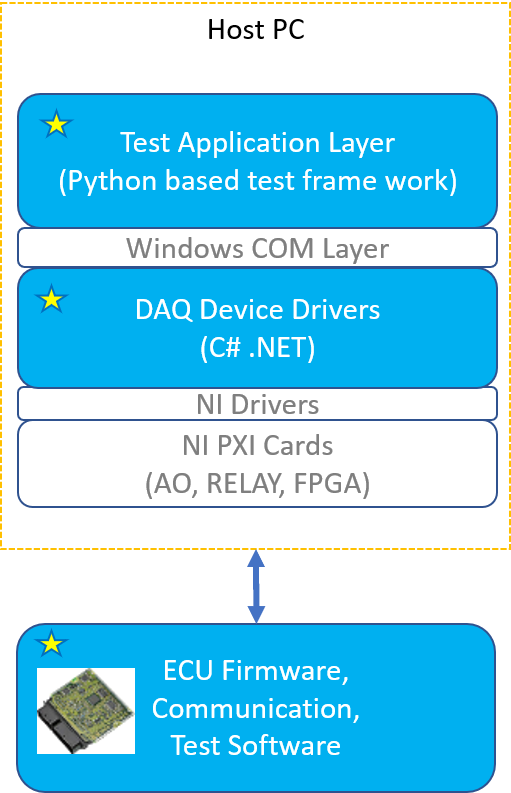 Host PC
Test Application Layer
(Python based test frame work)
Windows COM Layer
DAQ Device Drivers
(C# .NET)
NI Drivers
NI PXI Cards
(AO, RELAY, FPGA)
ECU Firmware,
Communication,
Test Software